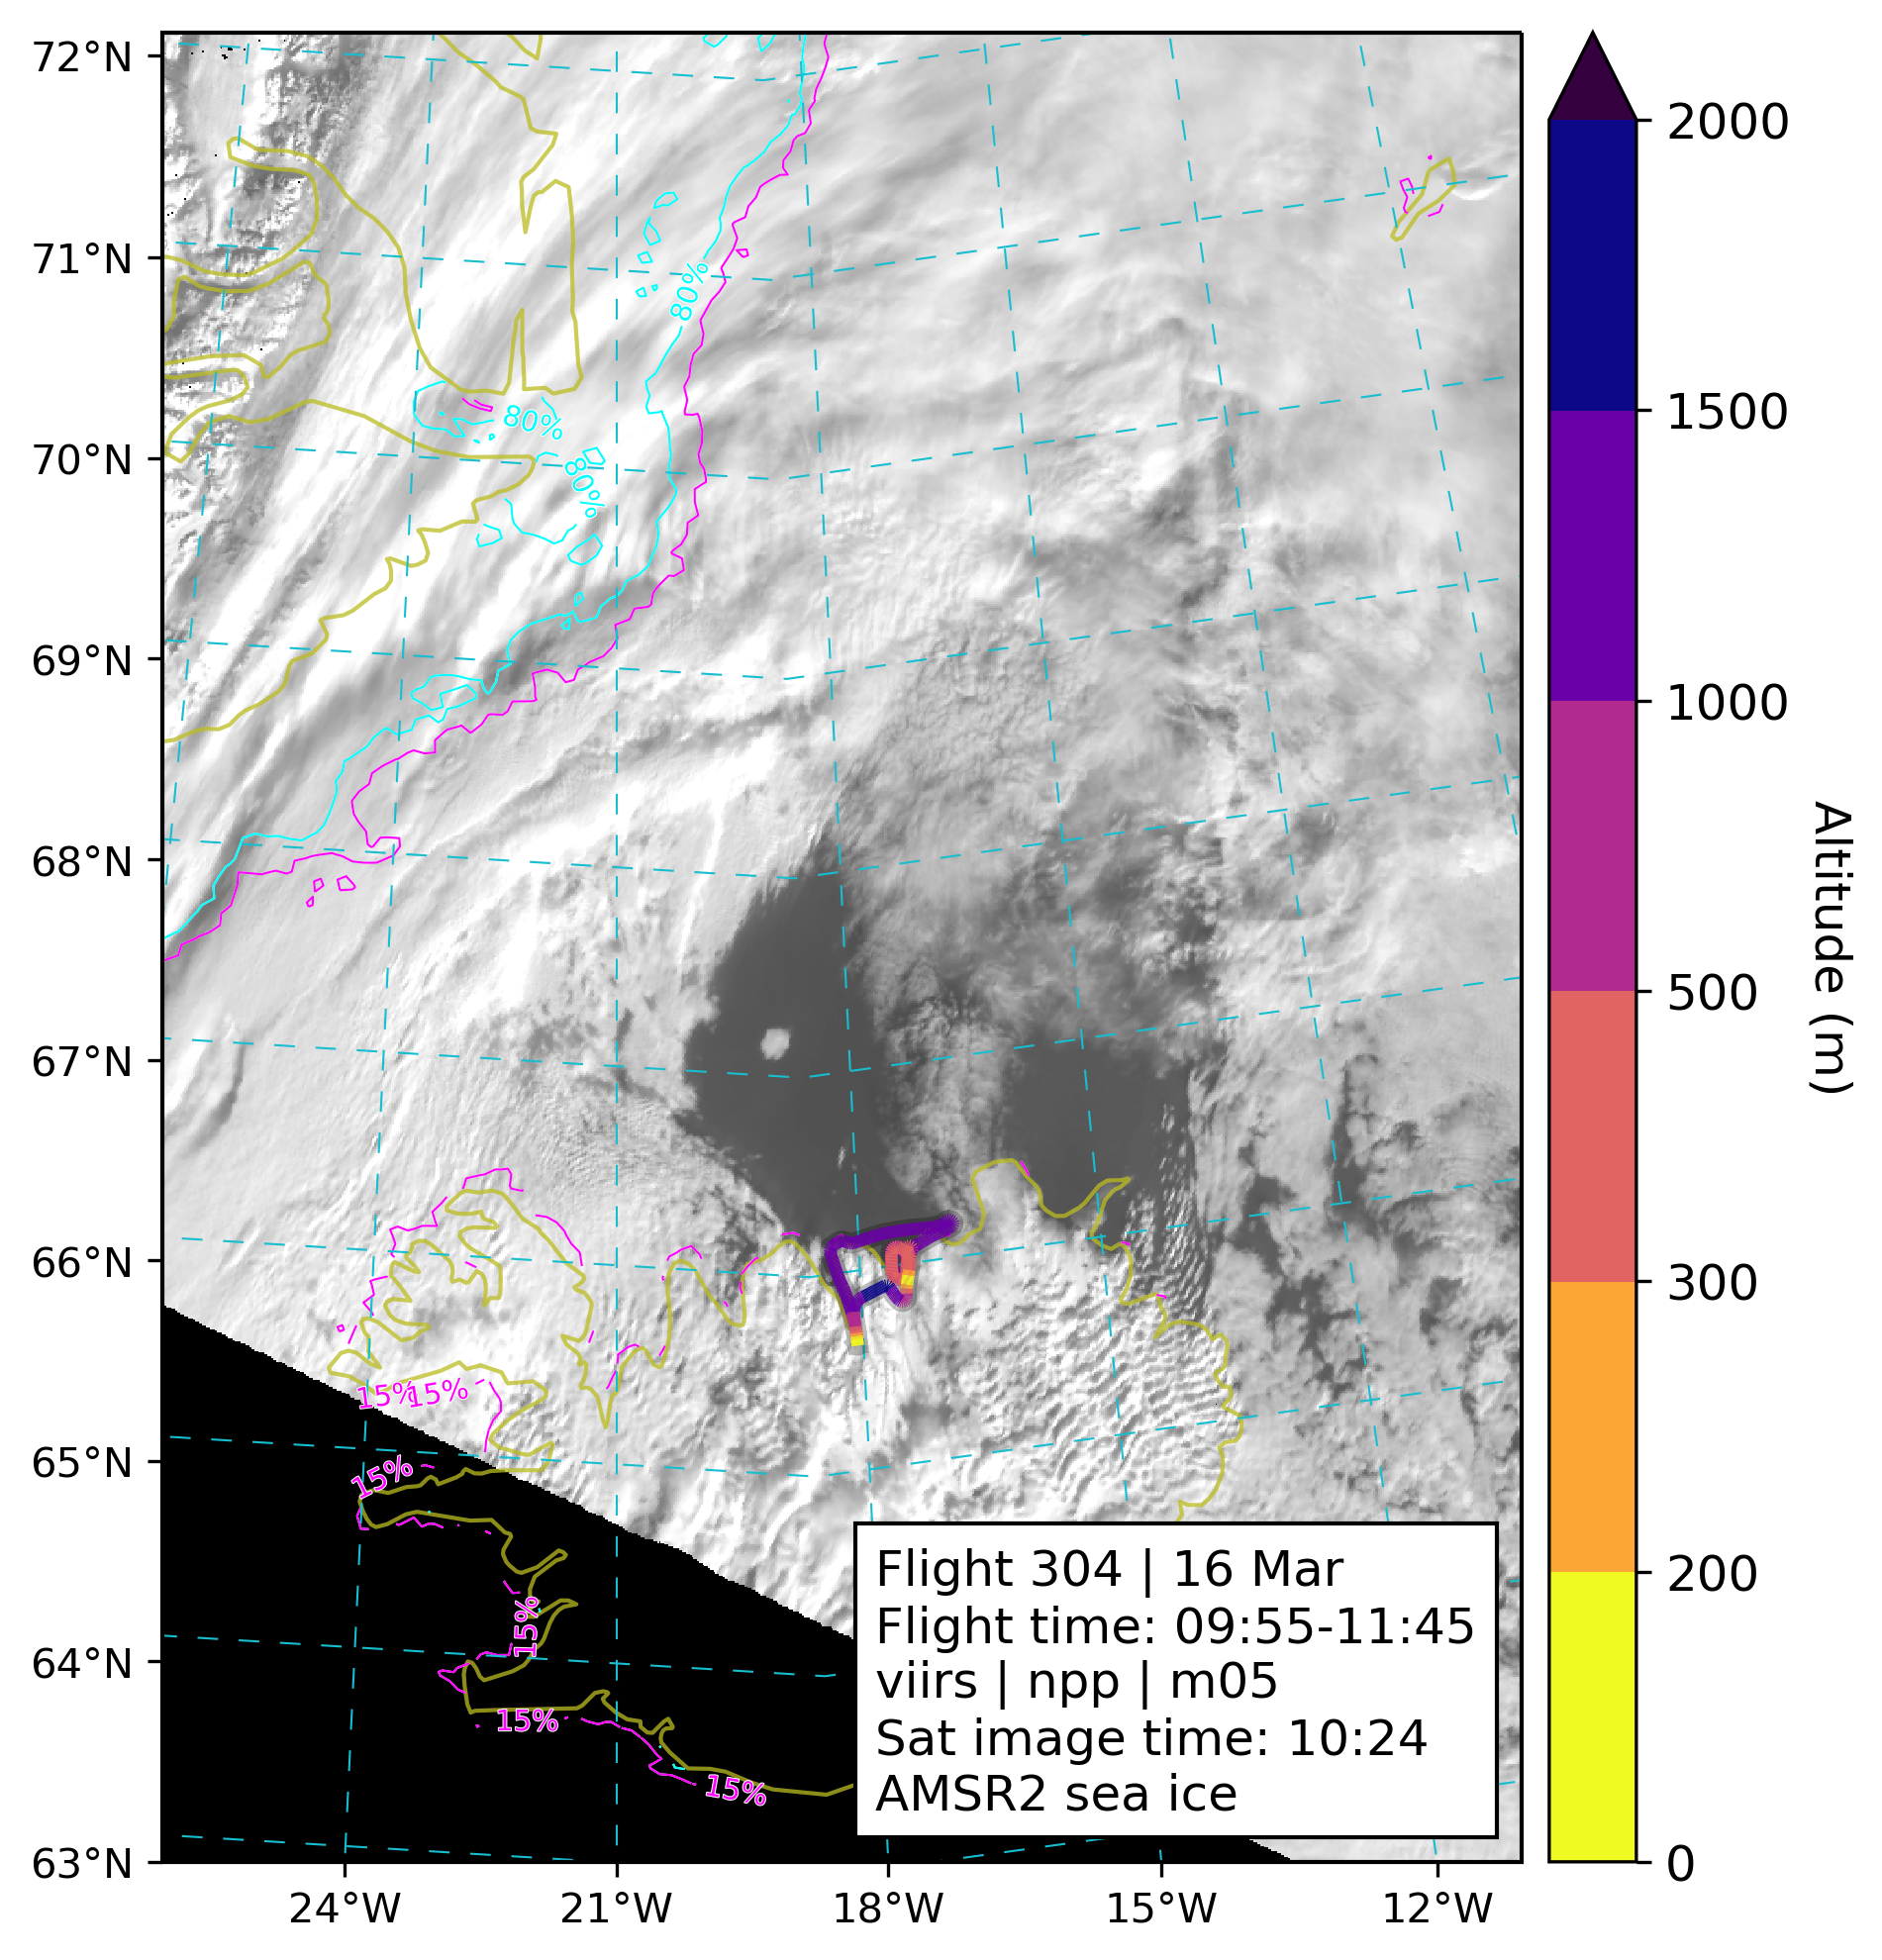 72°N
71°N
70°N
69°N
68°N
67°N
66°N
65°N
64°N
63°N
24°W
21°W
18°W
15°W
12°W
80%
80%
80%
15%
15%
15%
15%
15%
15%
Flight 304 | 16 Mar
Flight time: 09:55-11:45
viirs | npp | m05
Sat image time: 10:24
AMSR2 sea ice
2000
1500
1000
500
300
200
0
Altitude (m)